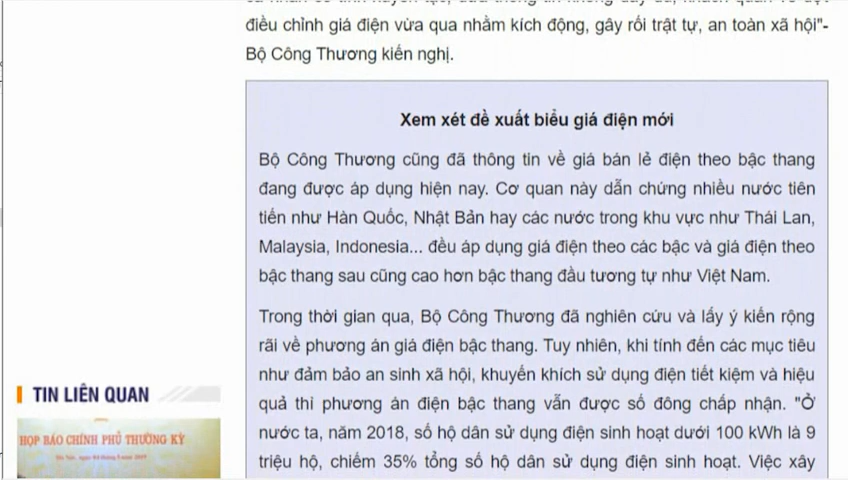 điều chỉnh giá điện vừa qua nhằm kích động, gây rối trật tự, an toàn xã hội"-
Bộ Công Thương kiến nghị.
Xem xét đề xuất biểu giá điện mới
Bộ Công Thương cũng đã thông tin về giá bán lẻ điện theo bậc thang
đang được áp dụng hiện nay. Cơ quan này dẫn chứng nhiều nước tiên
tiến như Hàn Quốc, Nhật Bản hay các nước trong khu vực như Thái Lan,
Malaysia, Indonesia... đều áp dụng giá điện theo các bậc và giá điện theo
bậc thang sau cũng cao hơn bậc thang đầu tương tự như Việt Nam.
Trong thời gian qua, Bộ Công Thương đã nghiên cứu và lấy ý kiến rộng
rãi về phương án giá điện bậc thang. Tuy nhiên, khi tính đến các mục tiêu
như đảm bảo an sinh xã hội, khuyến khích sử dụng điện tiết kiệm và hiệu
quả thì phương án điện bậc thang vẫn được số đông chấp nhận. "Ở
nước ta, năm 2018, số hộ dân sử dụng điện sinh hoạt dưới 100 kWh là 9
triệu hộ, chiếm 35% tổng số hộ dân sử dụng điện sinh hoạt. Việc xây
TIN LIÊN QUAN
HỌP BÁO CHÍNH PHỦ THƯỜNG KỲ